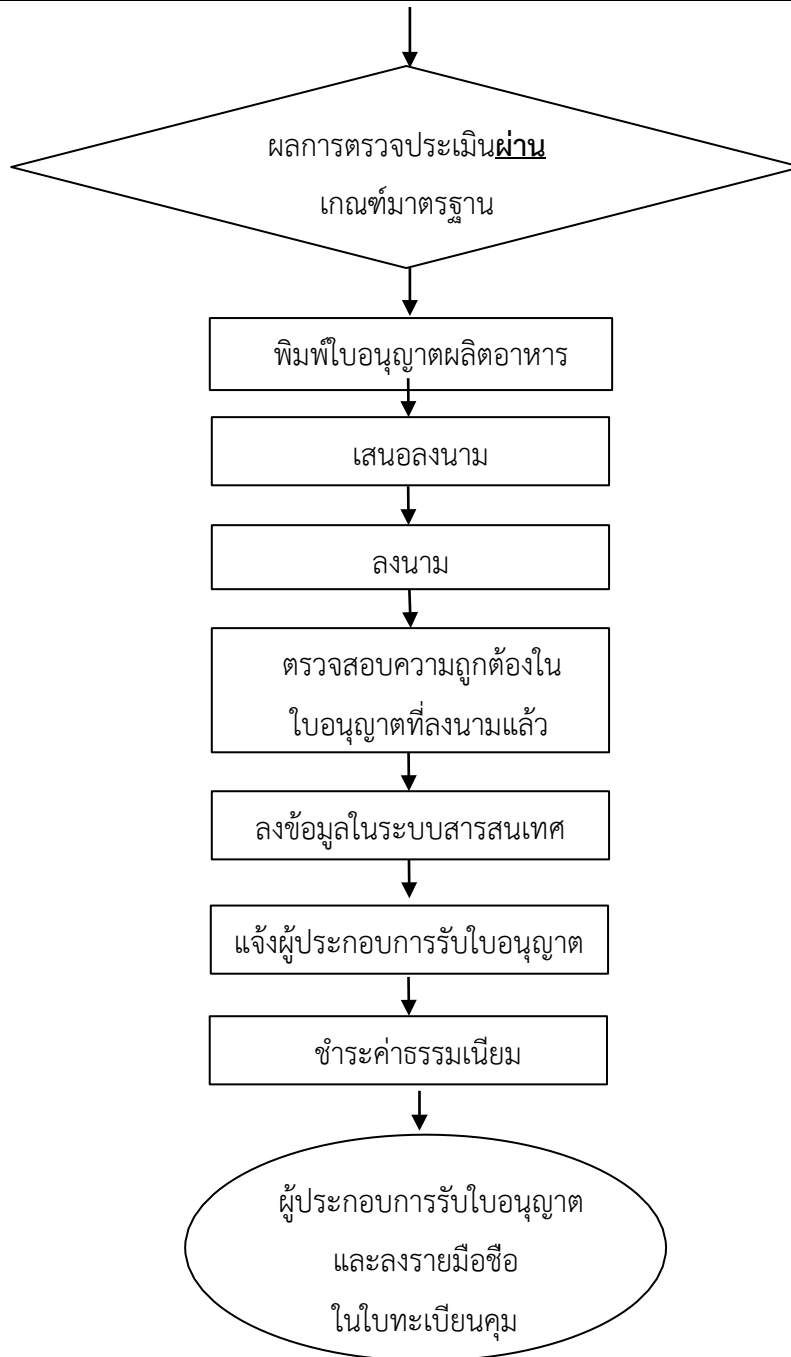 ผลการตรวจประเมินผ่าน
เกณฑ์มาตรฐาน
พิมพ์ใบอนุญาตผลิตอาหาร
เสนอลงนาม
ลงนาม
ตรวจสอบความถูกต้องใน
ใบอนุญาตที่ลงนามแล้ว
ลงข้อมูลในระบบสารสนเทศ
แจ้งผู้ประกอบการรับใบอนุญาต
ชำระค่าธรรมเนียม
ผู้ประกอบการรับใบอนุญาต
และลงรายมือชื่อ
ในใบทะเบียนคุม